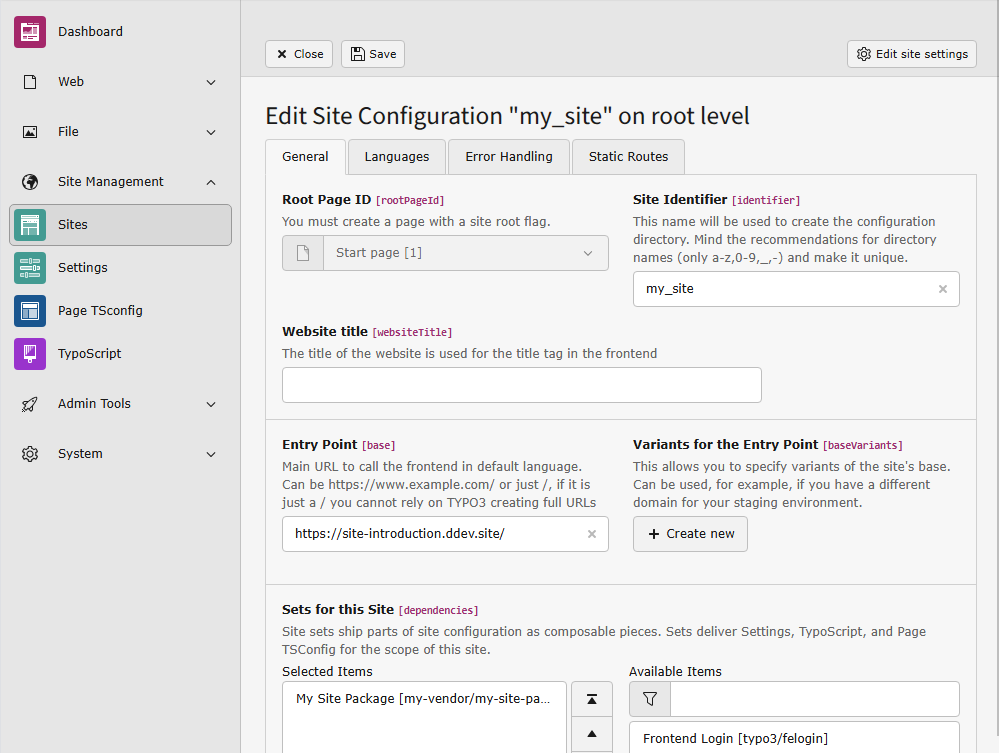 Dashboard
Web
File
Site Management
Sites
Settings
Page TSconfig
TypoScript
Admin Tools
System
Close
Save
Edit site settings
Edit Site Configuration "my_site" on root level
General
Languages
Error Handling
Static Routes
Root Page ID [rootPageId]
You must create a page with a site root flag.
Start page [1]
Site Identifier [identifier]
This name will be used to create the configuration
directory. Mind the recommendations for directory
names (only a-z,0-9,_,-) and make it unique.
my_site
Website title [websiteTitle]
The title of the website is used for the title tag in the frontend
Entry Point [base]
Main URL to call the frontend in default language.
Can be https://www.example.com/ or just /, if it is
just a / you cannot rely on TYPO3 creating full URLs
https://site-introduction.ddev.site/
Variants for the Entry Point [baseVariants]
This allows you to specify variants of the site's base.
Can be used, for example, if you have a different
domain for your staging environment.
Create new
Sets for this Site [dependencies]
Site sets ship parts of site configuration as composable pieces. Sets deliver Settings, TypoScript, and Page
TSConfig for the scope of this site.
Selected Items
My Site Package [my-vendor/my-site-pa...
Available Items
Frontend Login [typo3/felogin]